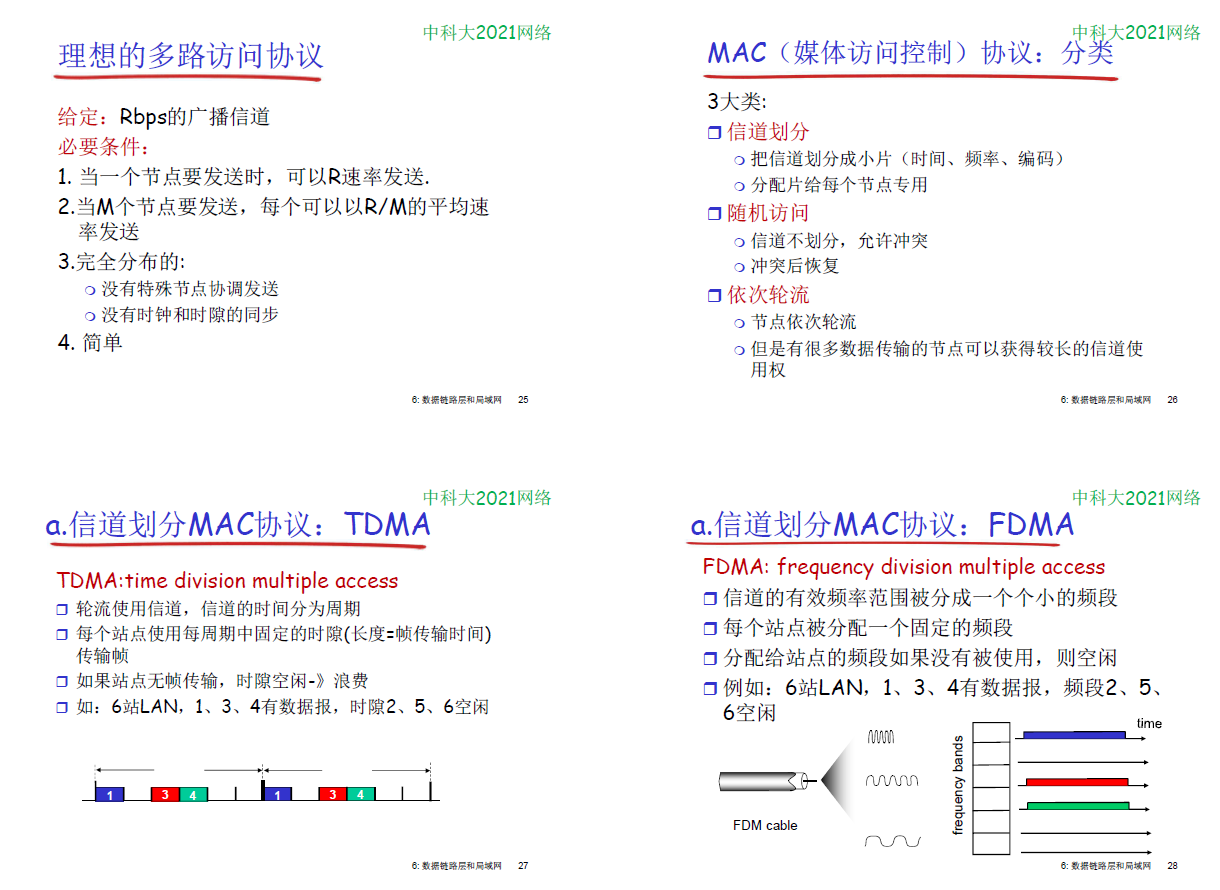 中科大2021网络
理想的多路访问协议
给定：Rbps的广播信道
必要条件：
1. 当一个节点要发送时，可以R速率发送.
2.当M个节点要发送，每个可以以R/M的平均速
率发送
3.完全分布的:
没有特殊节点协调发送
没有时钟和时隙的同步
4. 简单
6: 数据链路层和局域网 25
中科大2021网络
MAC（媒体访问控制）协议：分类
3大类:
信道划分
把信道划分成小片（时间、频率、编码）
分配片给每个节点专用
随机访问
信道不划分，允许冲突
冲突后恢复
依次轮流
节点依次轮流
但是有很多数据传输的节点可以获得较长的信道使
用权
6: 数据链路层和局域网 26
中科大2021网络
a.信道划分MAC协议：TDMA
TDMA:time division multiple access
轮流使用信道，信道的时间分为周期
每个站点使用每周期中固定的时隙(长度=帧传输时间)
传输帧
如果站点无帧传输，时隙空闲-》浪费
如：6站LAN，1、3、4有数据报，时隙2、5、6空闲
1 3 4 1 3 4
6: 数据链路层和局域网 27
中科大2021网络
a.信道划分MAC协议：FDMA
FDMA: frequency division multiple access
信道的有效频率范围被分成一个个小的频段
每个站点被分配一个固定的频段
分配给站点的频段如果没有被使用，则空闲
例如：6站LAN，1、3、4有数据报，频段2、5、
6空闲
time
frequency bands
FDM cable
6: 数据链路层和局域网 28